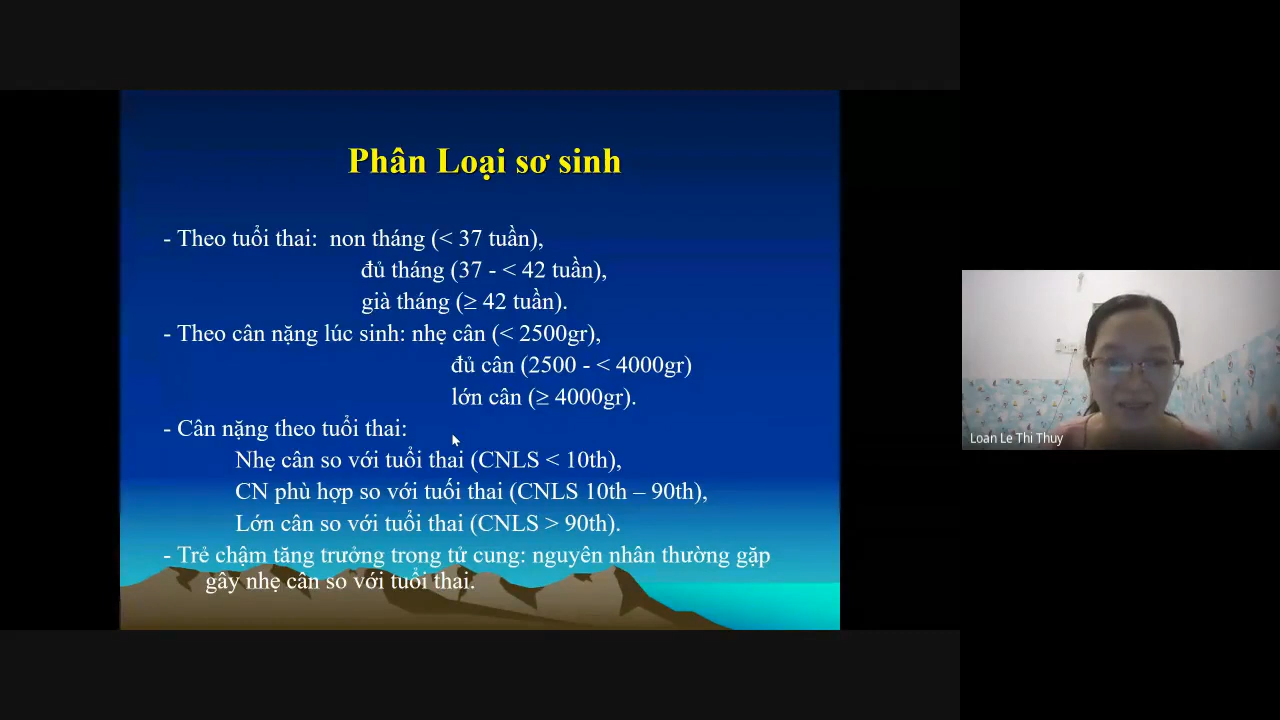 Phân Loại sơ sinh
- Theo tuổi thai: non tháng (< 37 tuần),
đủ tháng (37 - < 42 tuần),
già tháng (≥ 42 tuần).
- Theo cân nặng lúc sinh: nhẹ cân (< 2500gr),
đủ cân (2500 - < 4000gr)
lớn cân (≥ 4000gr).
- Cân nặng theo tuổi thai:
Nhẹ cân so với tuổi thai (CNLS < 10th),
CN phù hợp so với tuối thai (CNLS 10th – 90th),
Lớn cân so với tuổi thai (CNLS > 90th).
- Trẻ chậm tăng trưởng trong tử cung: nguyên nhân thường gặp
gây nhẹ cân so với tuổi thai.
Loan Le Thi Thuy